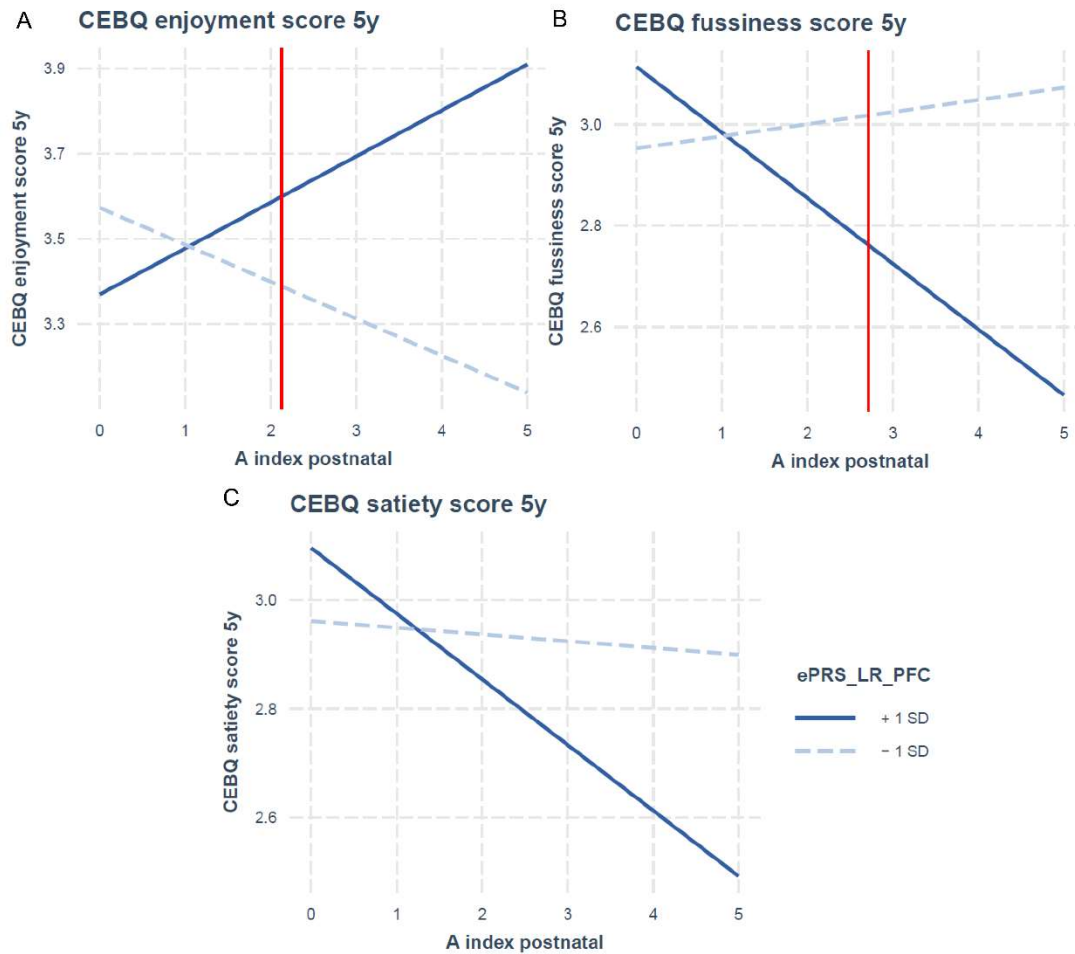 A
CEBQ enjoyment score 5y
CEBQ enjoyment score 5y
3.9
3.7
3.5
3.3
0 1 2 3 4 5
A index postnatal
B
CEBQ fussiness score 5y
CEBQ fussiness score 5y
3.0
2.8
2.6
0 1 2 3 4 5
A index postnatal
C
CEBQ satiety score 5y
CEBQ satiety score 5y
3.0
2.8
2.6
0 1 2 3 4 5
A index postnatal
ePRS_LR_PFC
+ 1 SD
− 1 SD